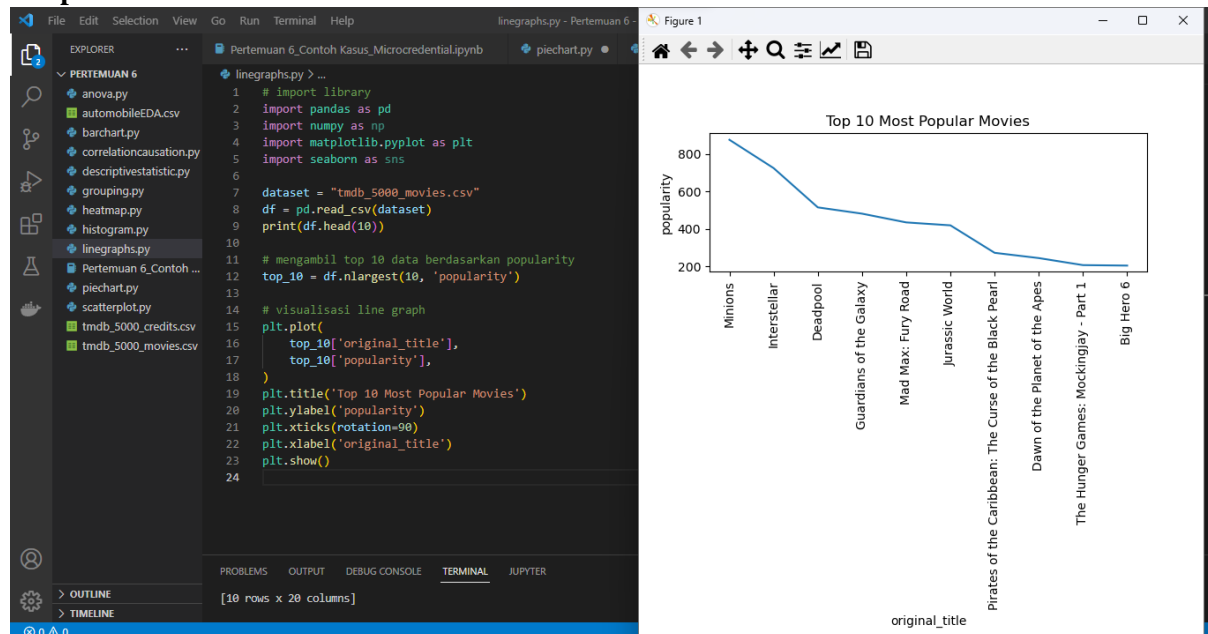 File Edit Selection View Go Run Terminal Help linegraphs.py - Pertemuan 6 -
Figure 1
EXPLORER ...
Pertemuan 6_Contoh Kasus_Microcredential.ipynb piechart.py
2
PERTEMUAN 6
anova.py
automobileEDA.csv
barchart.py
correlationcausation.py
descriptivestatistic.py
grouping.py
heatmap.py
histogram.py
linegraphs.py
Pertemuan 6_Contoh ...
piechart.py
scatterplot.py
tmdb_5000_credits.csv
tmdb_5000_movies.csv
OUTLINE
TIMELINE
0 0
linegraphs.py > ...
1 # import library
2 import pandas as pd
3 import numpy as np
4 import matplotlib.pyplot as plt
5 import seaborn as sns
6
7 dataset = "tmdb_5000_movies.csv"
8 df = pd.read_csv(dataset)
9 print(df.head(10))
10
11 # mengambil top 10 data berdasarkan popularity
12 top_10 = df.nlargest(10, 'popularity')
13
14 # visualisasi line graph
15 plt.plot(
16 top_10['original_title'],
17 top_10['popularity'],
18 )
19 plt.title('Top 10 Most Popular Movies')
20 plt.ylabel('popularity')
21 plt.xticks(rotation=90)
22 plt.xlabel('original_title')
23 plt.show()
24
PROBLEMS OUTPUT DEBUG CONSOLE TERMINAL JUPYTER
[10 rows x 20 columns]
Top 10 Most Popular Movies
popularity
800
600
400
200
Minions
Interstellar
Deadpool
Guardians of the Galaxy
Mad Max: Fury Road
Jurassic World
Pirates of the Caribbean: The Curse of the Black Pearl
Dawn of the Planet of the Apes
The Hunger Games: Mockingjay - Part 1
Big Hero 6
original_title